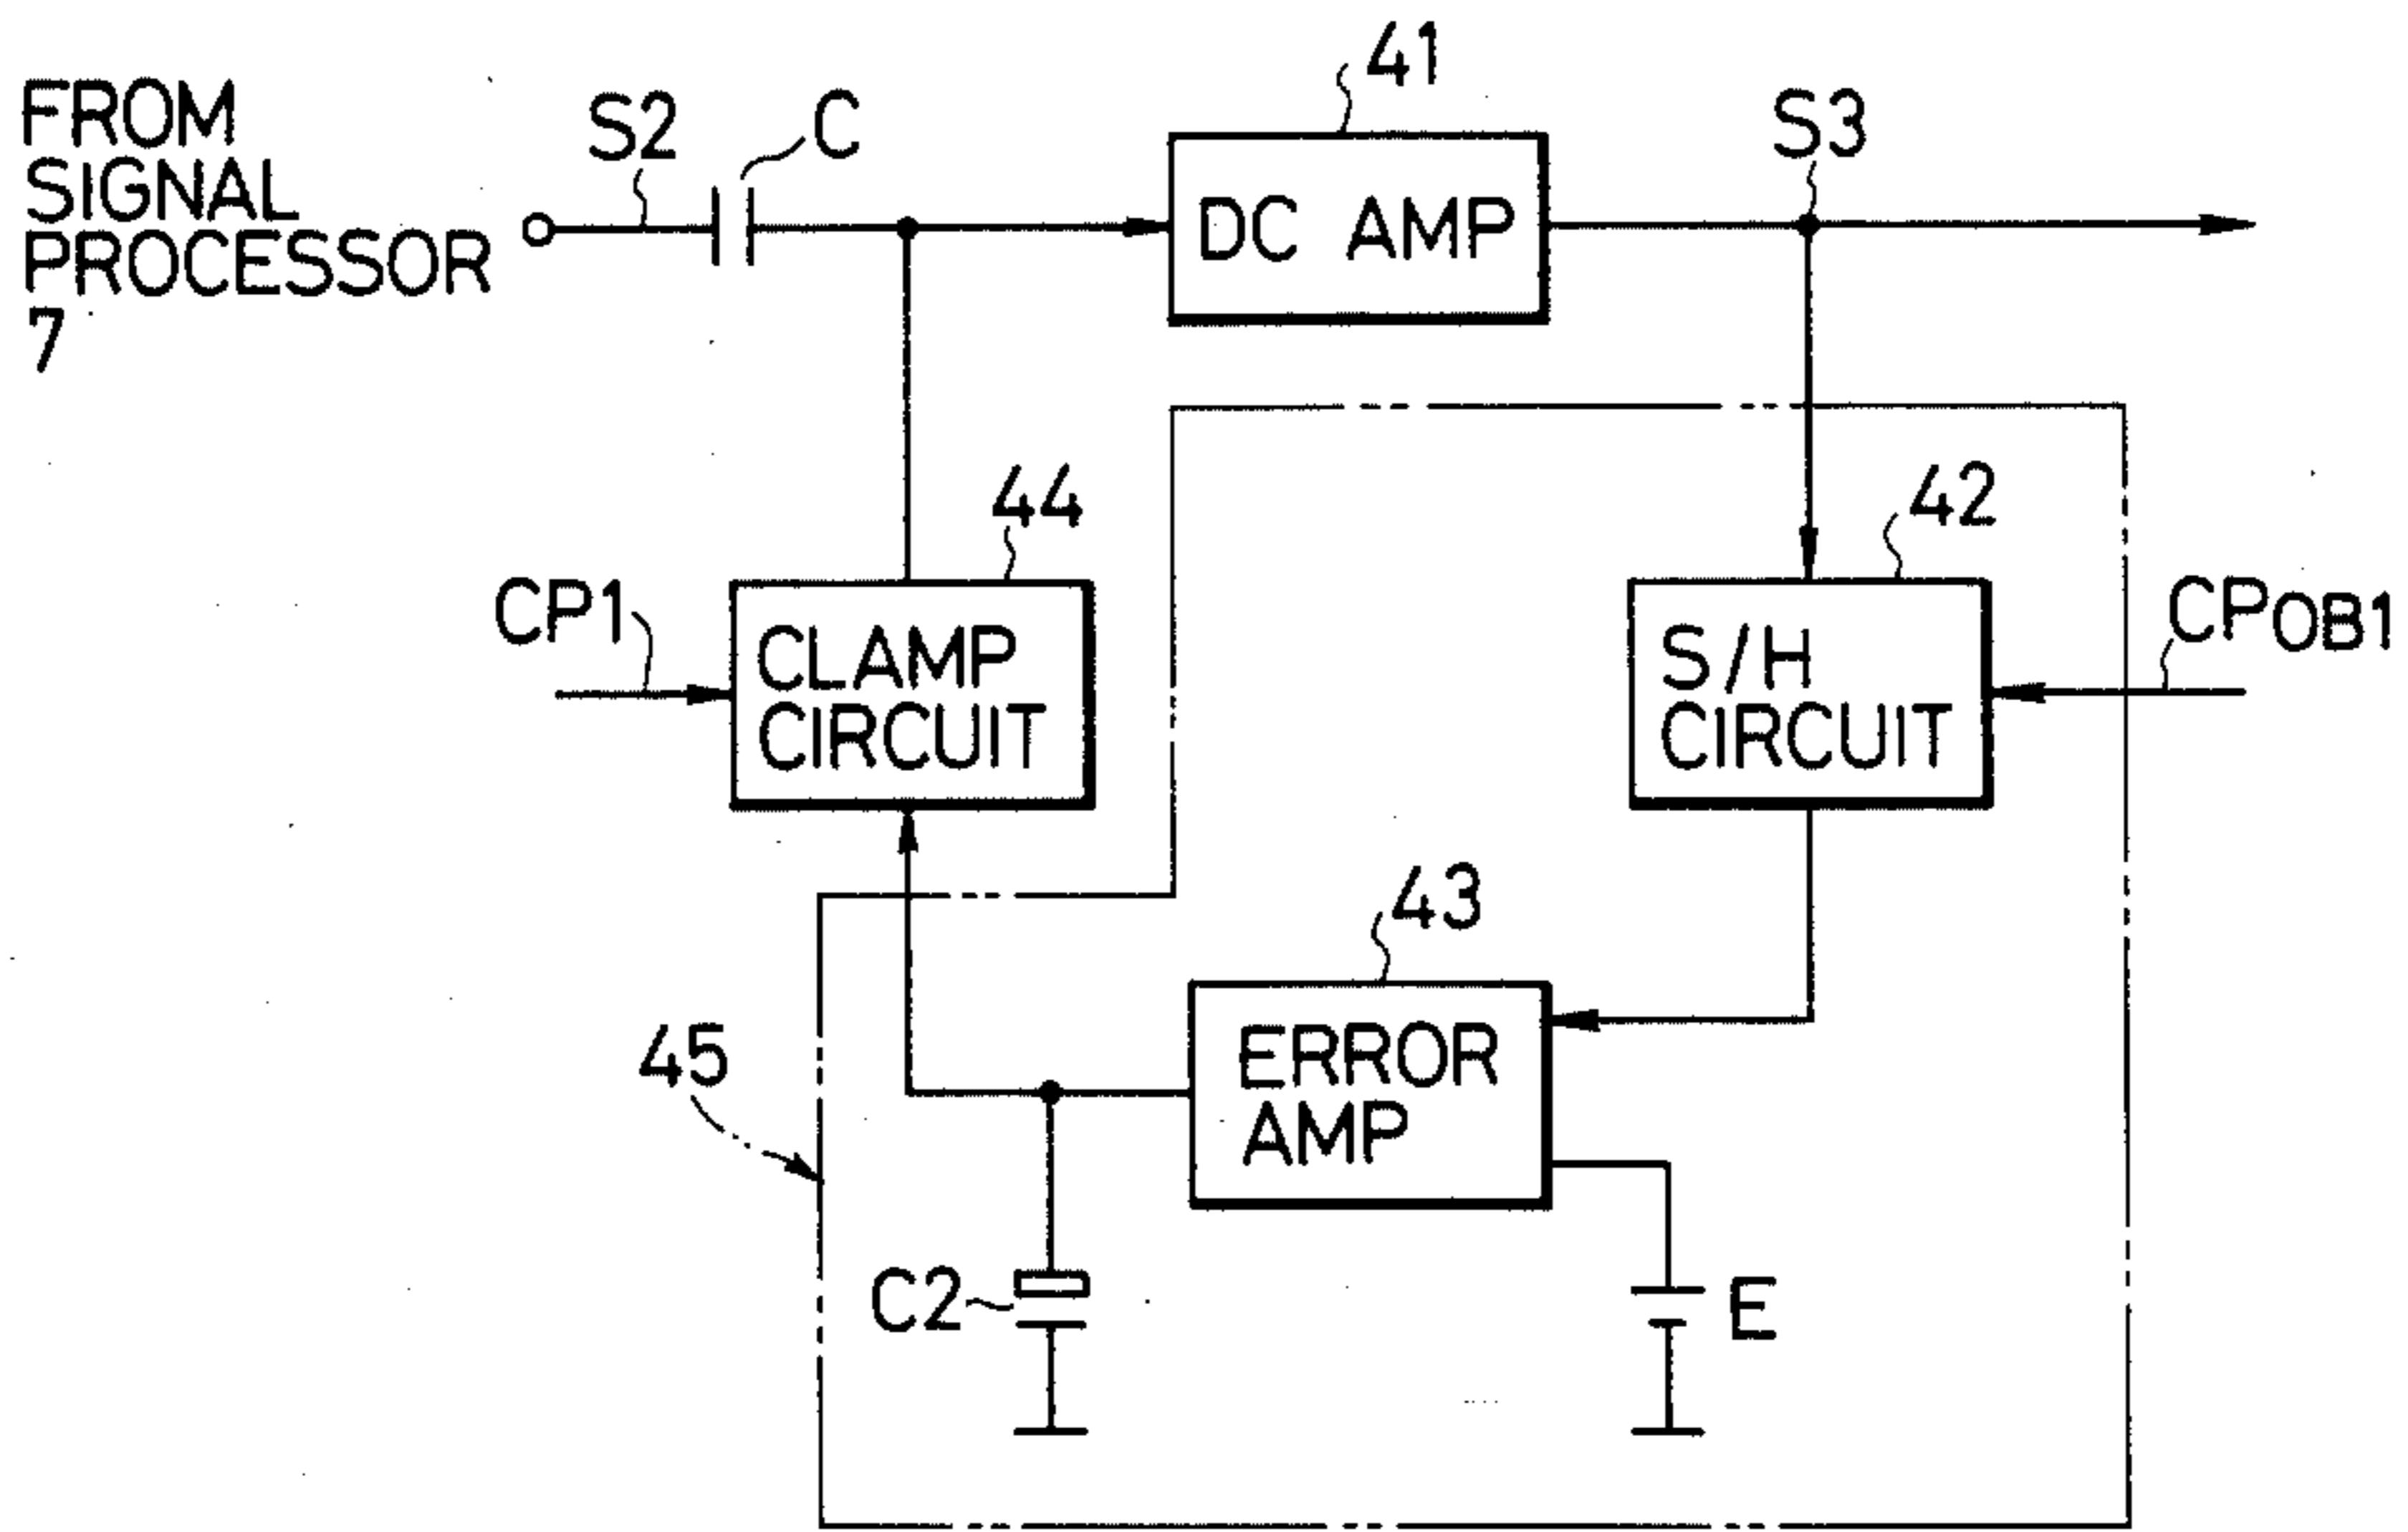 41
FROM
SIGNAL
PROCESSOR
7
S2
C
S3
DC AMP
44
42
CP1
CPOB1
CLAMP
CIRCUIT
S/H
CIRCUIT
43
45
ERROR
AMP
C2
E